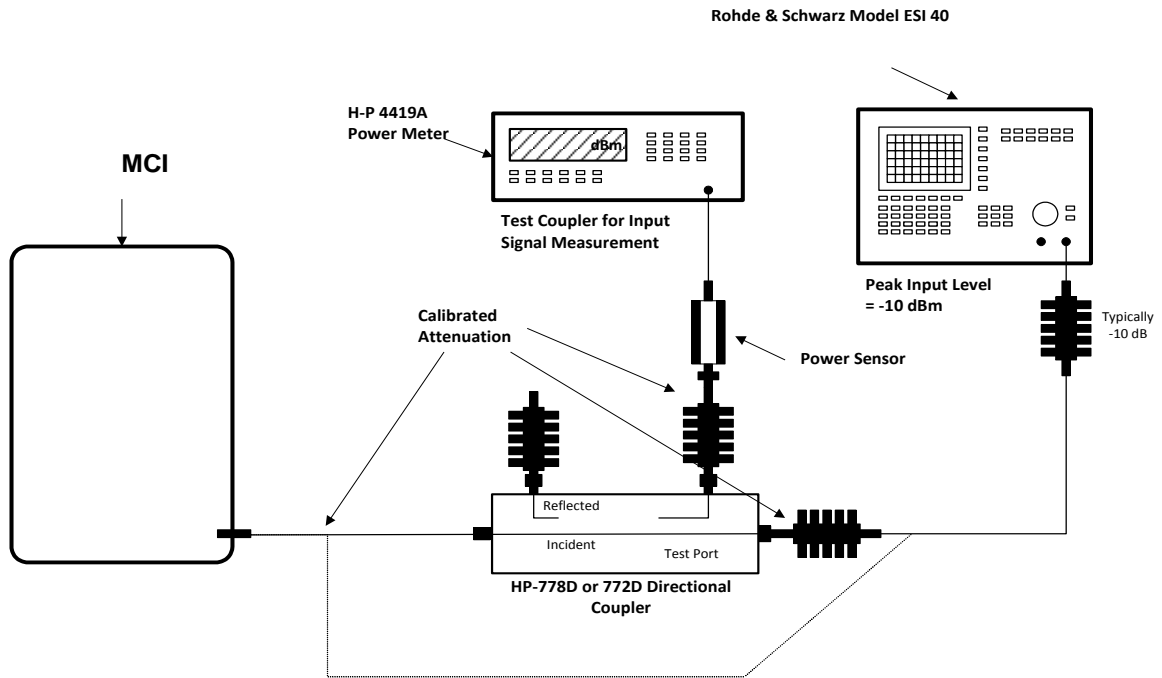 Rohde & Schwarz Model ESI 40
H-P 4419A
Power Meter
dBm
MCI
Test Coupler for Input
Signal Measurement
Peak Input Level
= -10 dBm
Typically
-10 dB
Calibrated
Attenuation
Power Sensor
Reflected
Incident
Test Port
HP-778D or 772D Directional
Coupler